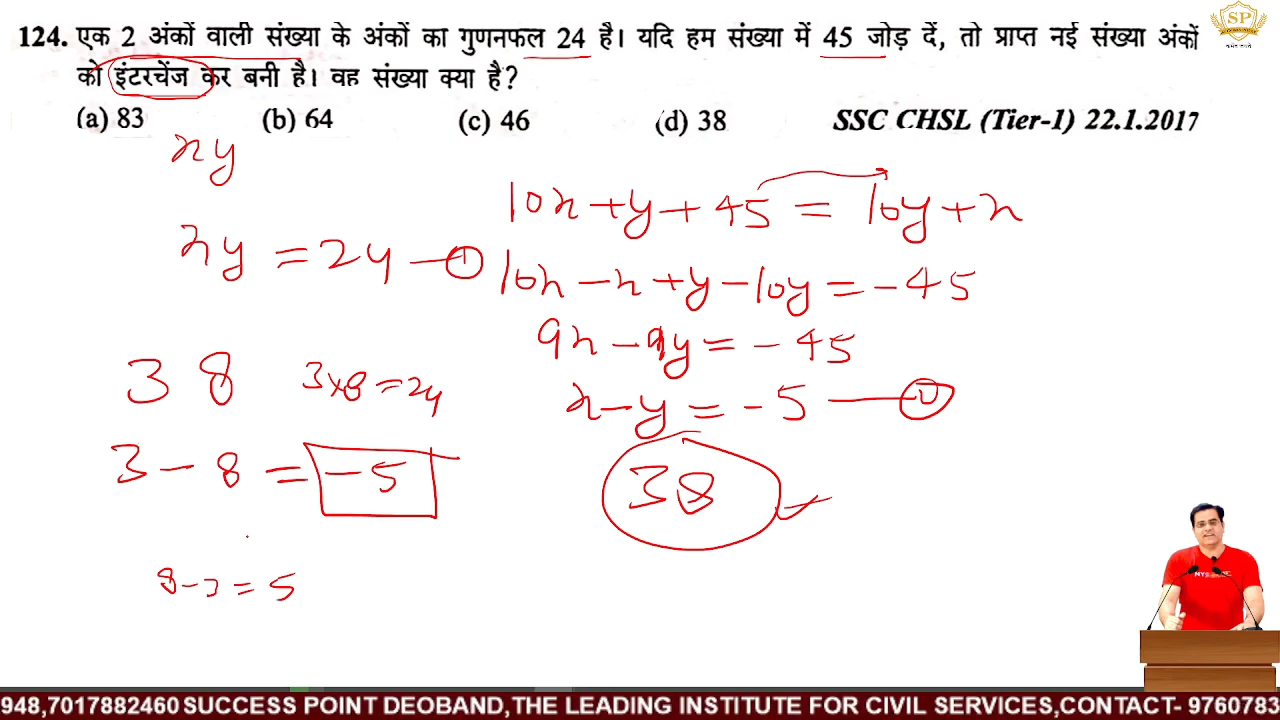 124. एक 2 अंकों वाली संख्या के अंकों का गुणनफल 24 है। यदि हम संख्या में 45 जोड़ दें, तो प्राप्त नई संख्या अंकों
को इंटरचेंज कर बनी है। वह संख्या क्या है?
(a) 83 (b) 64 (c) 46 (d) 38 SSC CHSL (Tier-1) 22.1.2017
xy
xy = 24 — 1
10x + y + 45 = 10y + x
10x - x + y - 10y = - 45
9x - 9y = - 45
x - y = - 5
3 8 3x8 = 24
3 - 8 = - 5
38
8 - 3 = 5
SP
NY
948,7017882460 SUCCESS POINT DEOBAND,THE LEADING INSTITUTE FOR CIVIL SERVICES,CONTACT- 9760783